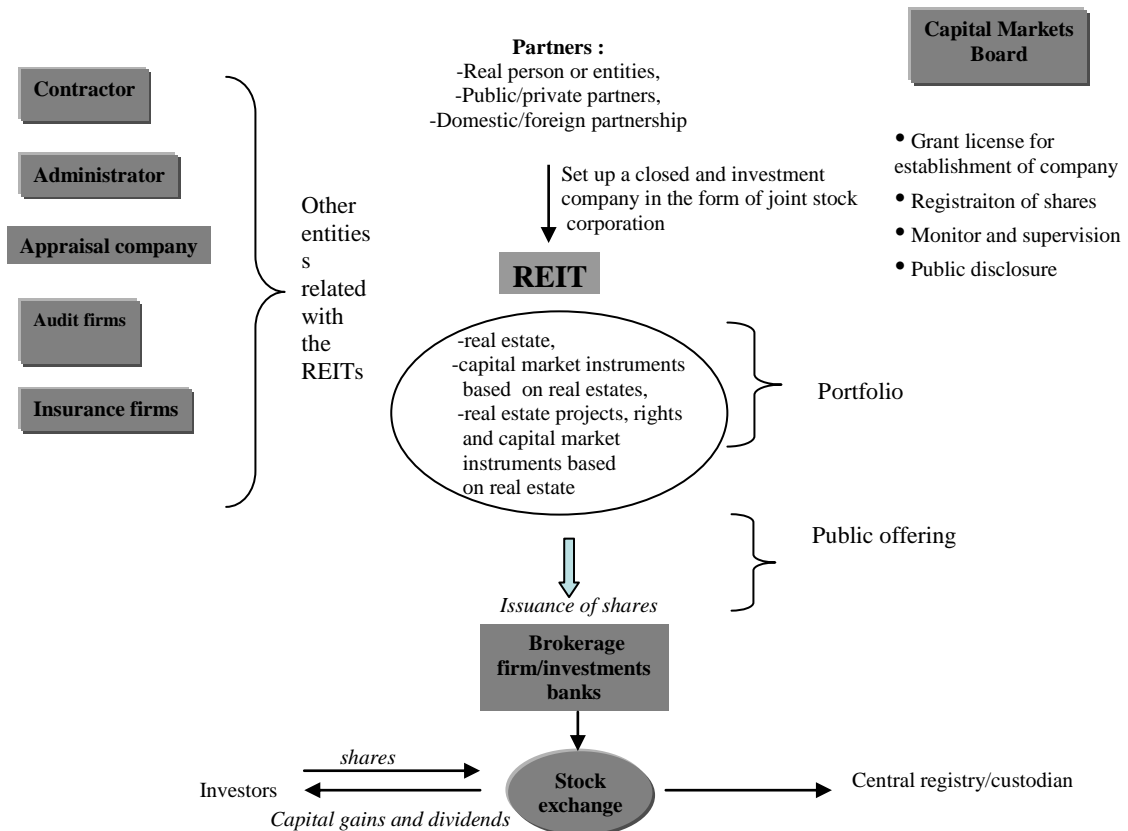 Contractor
Administrator
Appraisal company
Audit firms
Insurance firms
Other
entities
s
related
with
the
REITs
Partners :
-Real person or entities,
-Public/private partners,
-Domestic/foreign partnership
Set up a closed and investment
company in the form of joint stock
corporation
REIT
-real estate,
-capital market instruments
based on real estates,
-real estate projects, rights
and capital market
instruments based
on real estate
Capital Markets
Board
• Grant license for
establishment of company
• Registraiton of shares
• Monitor and supervision
• Public disclosure
Portfolio
Public offering
Issuance of shares
Brokerage
firm/investments
banks
shares
Investors
Capital gains and dividends
Stock
exchange
Central registry/custodian